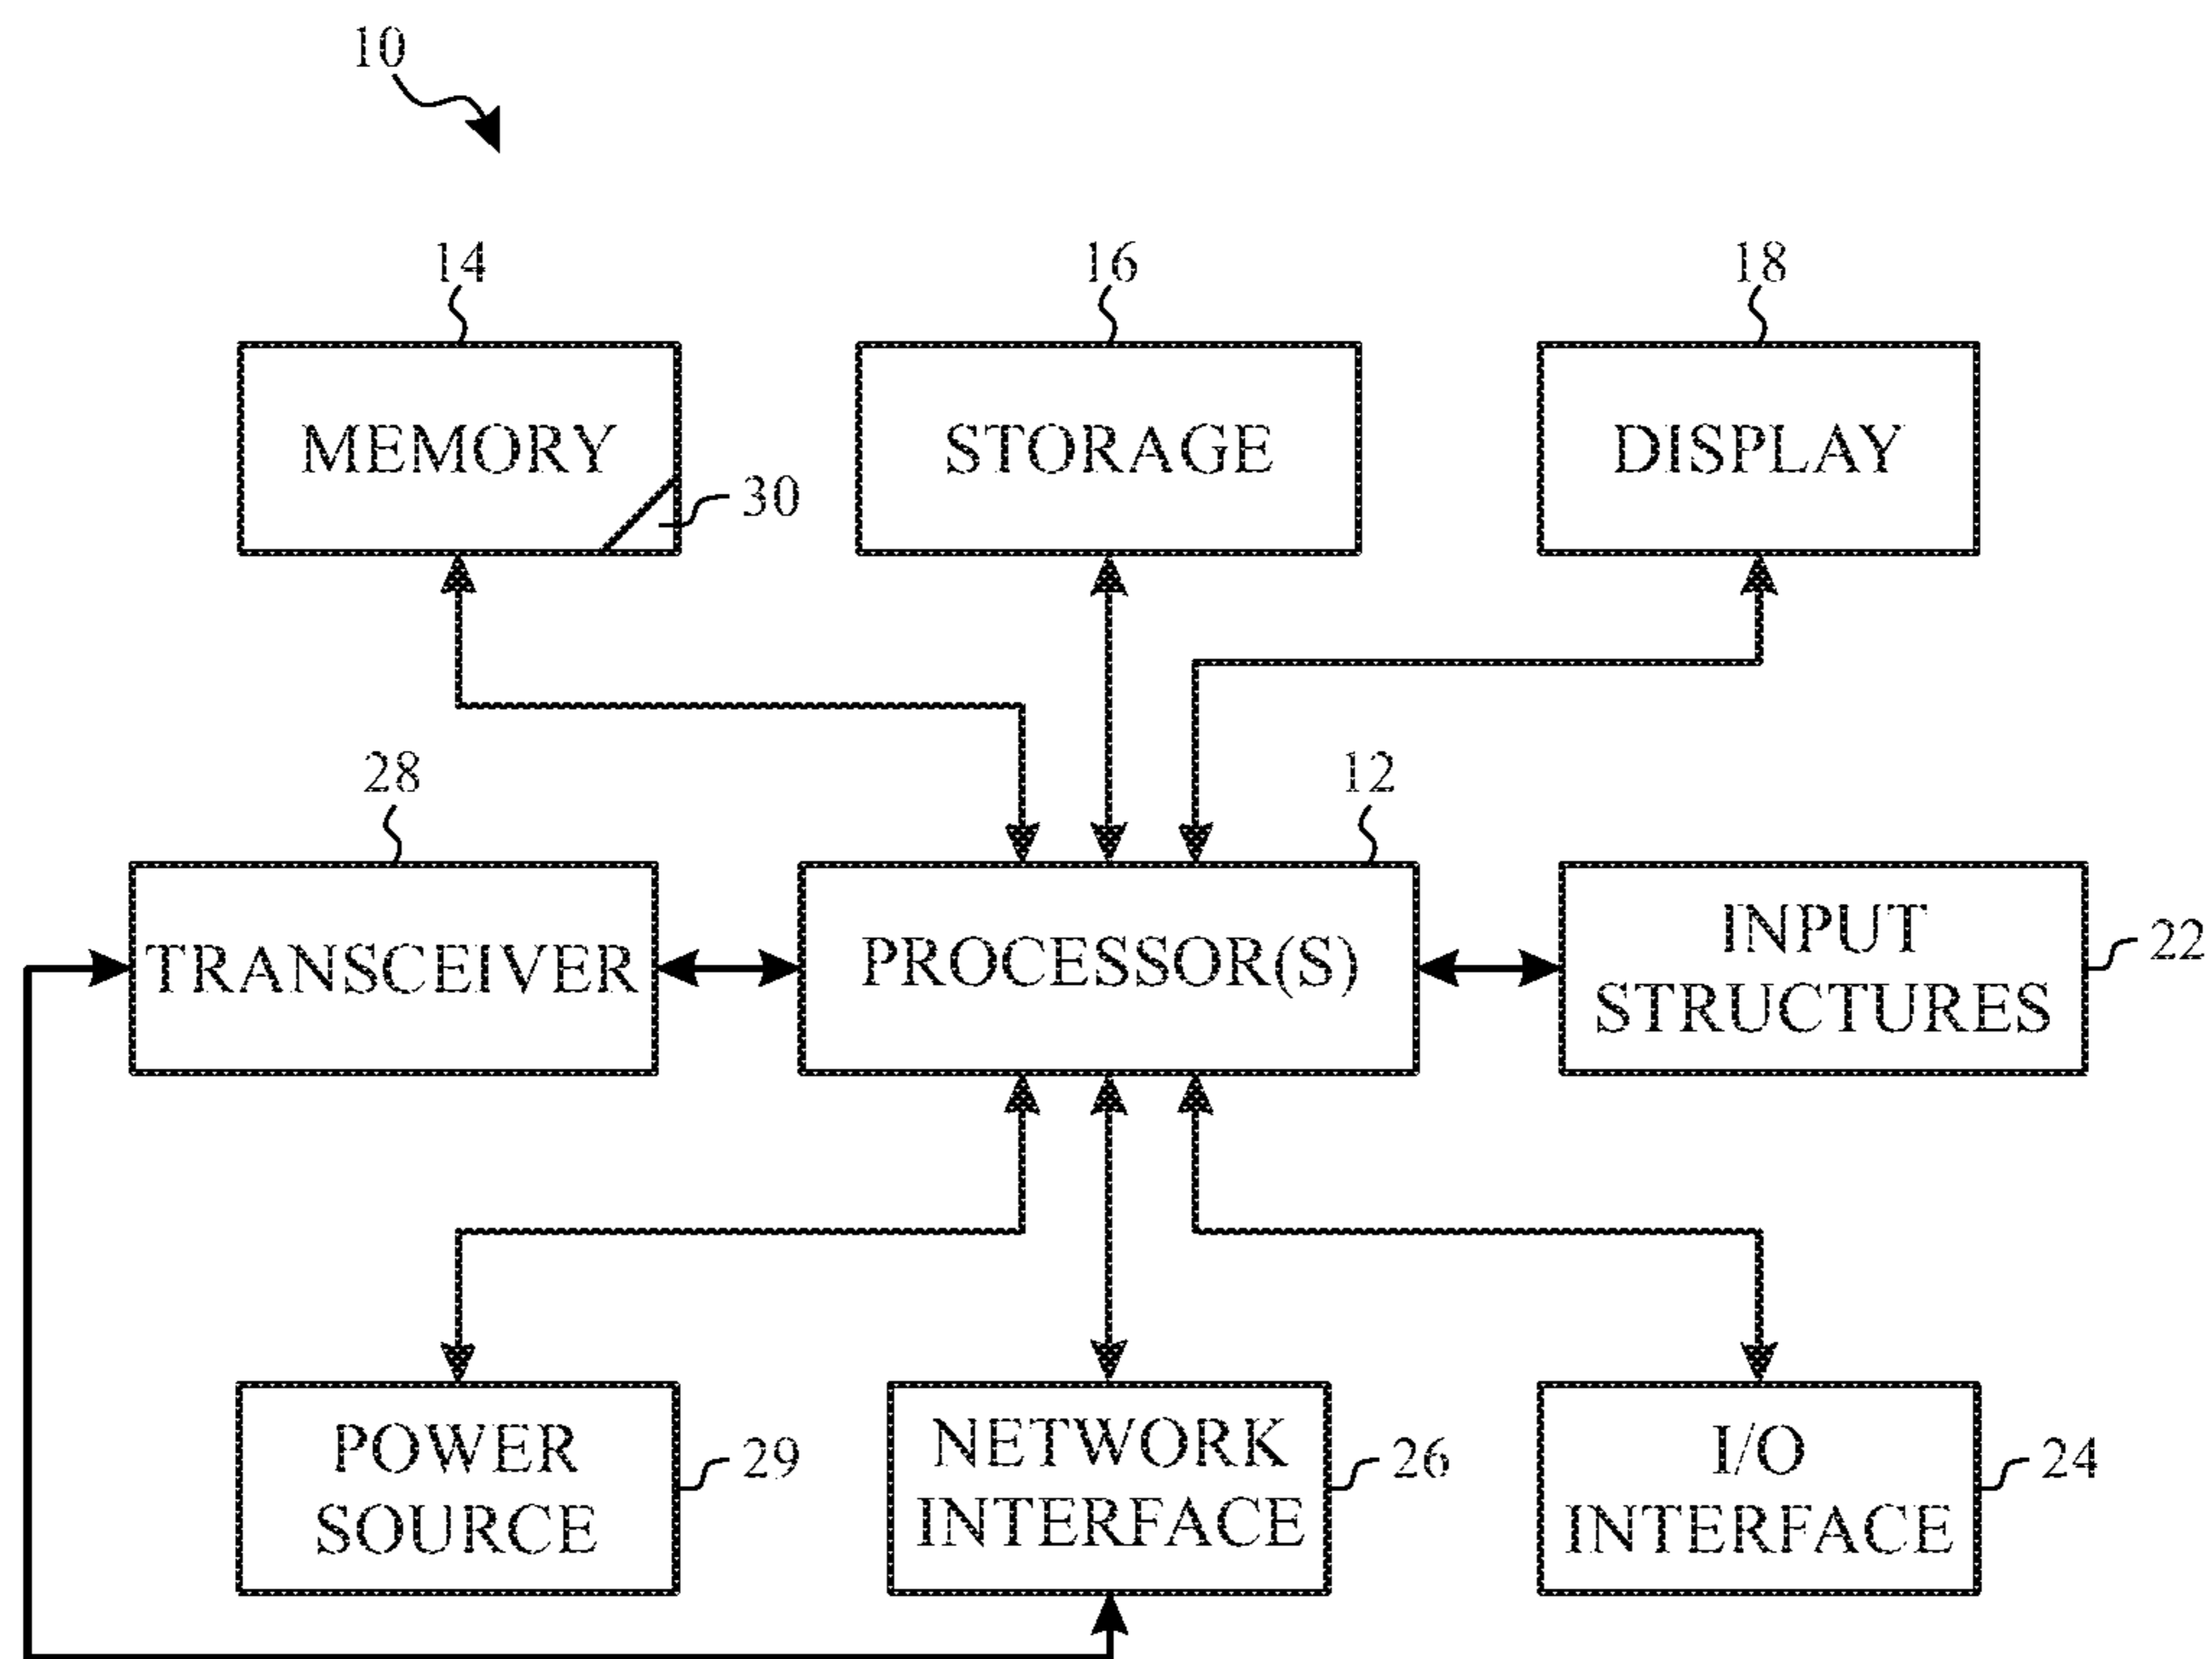 10
14
16
18
MEMORY
STORAGE
DISPLAY
30
28
12
TRANSCEIVER
PROCESSOR(S)
INPUT
STRUCTURES
22
POWER
SOURCE
29
NETWORK
INTERFACE
26
I/O
INTERFACE
24